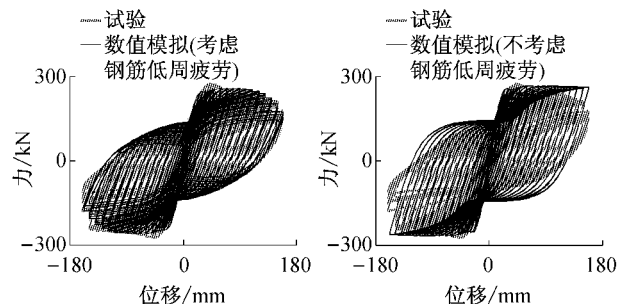 试验
数值模拟(考虑
钢筋低周疲劳)
300
0
-300
力/kN
-180
0
180
位移/mm
试验
数值模拟(不考虑
钢筋低周疲劳)
300
0
-300
力/kN
-180
0
180
位移/mm